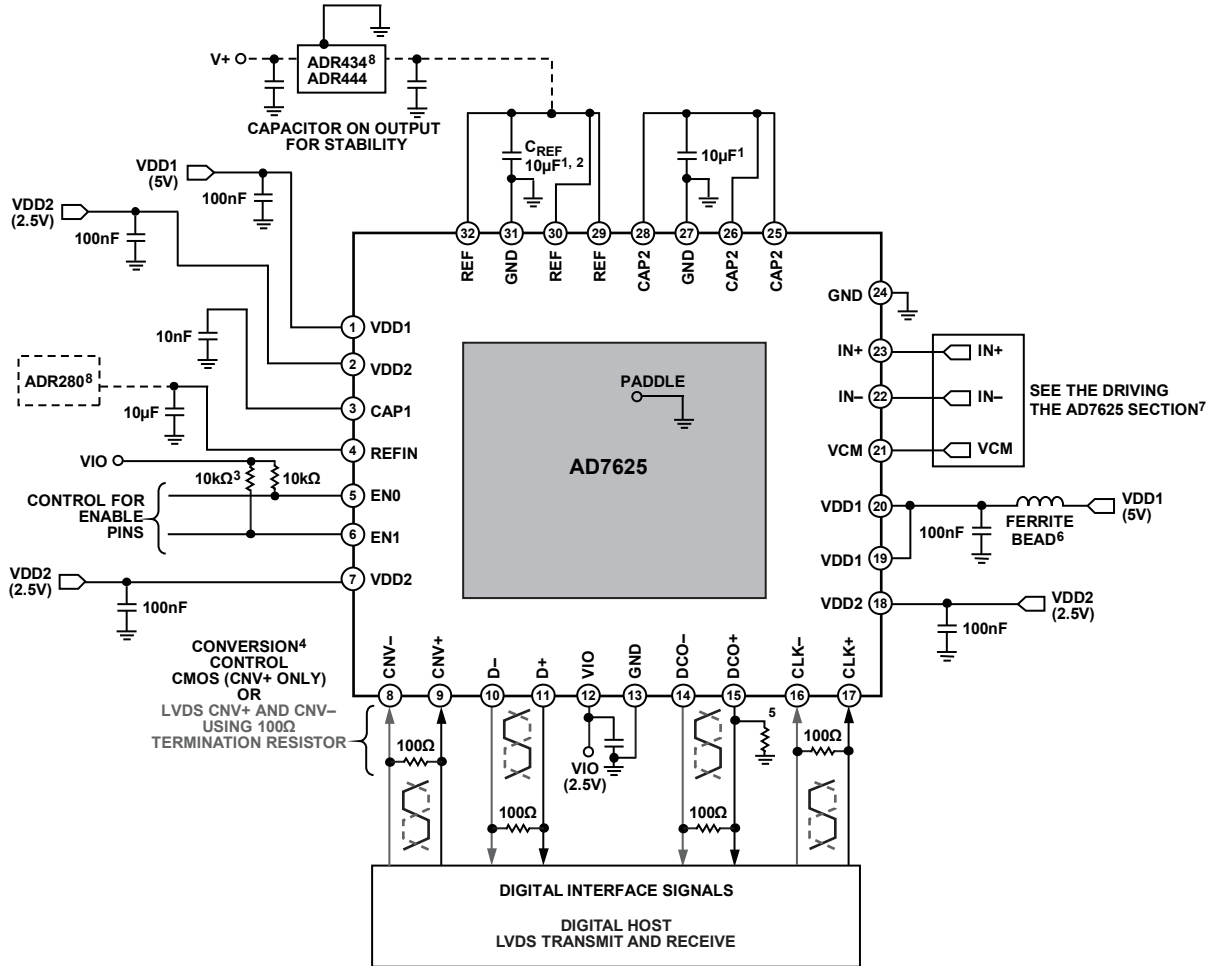 V+
ADR434⁸
ADR444
CAPACITOR ON OUTPUT
FOR STABILITY
VDD1
(5V)
100nF
VDD2
(2.5V)
100nF
CREF
10µF1, 2
10µF1
32
31
30
29
28
27
26
25
REF
GND
REF
REF
CAP2
GND
CAP2
CAP2
10nF
ADR280⁸
10µF
VIO
10kΩ³
10kΩ
CONTROL FOR
ENABLE
PINS
VDD2
(2.5V)
100nF
1 VDD1
2 VDD2
3 CAP1
4 REFIN
5 EN0
6 EN1
7 VDD2
PADDLE
AD7625
GND 24
IN+ 23
IN– 22
VCM 21
VDD1 20
VDD1 19
VDD2 18
IN+
IN–
VCM
SEE THE DRIVING
THE AD7625 SECTION⁷
VDD1
(5V)
100nF
FERRITE
BEAD⁶
VDD2
(2.5V)
100nF
CONVERSION⁴
CONTROL
CMOS (CNV+ ONLY)
OR
LVDS CNV+ AND CNV–
USING 100Ω
TERMINATION RESISTOR
CNV–
CNV+
D–
D+
VIO
GND
DCO–
DCO+
CLK–
CLK+
8
9
10
11
12
13
14
15
16
17
5
100Ω
100Ω
VIO
(2.5V)
100Ω
100Ω
DIGITAL INTERFACE SIGNALS
DIGITAL HOST
LVDS TRANSMIT AND RECEIVE